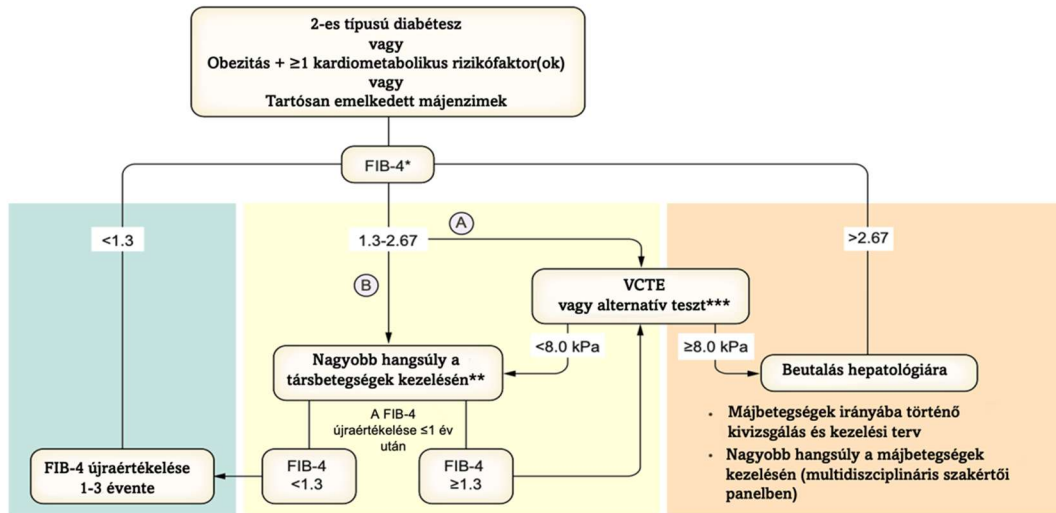 2-es típusú diabétesz
vagy
Obezitás + ≥1 kardiometabolikus rizikófaktor(ok)
vagy
Tartósan emelkedett májenzimek
FIB-4*
<1.3
1.3-2.67
A
>2.67
B
VCTE
vagy alternatív teszt***
<8.0 kPa
≥8.0 kPa
Nagyobb hangsúly a
társbetegségek kezelésén**
Beutalás hepatológiára
A FIB-4
újraértékelése ≤1 év
után
• Májbetegségek irányába történő
kivizsgálás és kezelési terv
• Nagyobb hangsúly a májbetegségek
kezelésén (multidiszciplináris szakértői
panelben)
FIB-4 újraértékelése
1-3 évente
FIB-4
<1.3
FIB-4
≥1.3